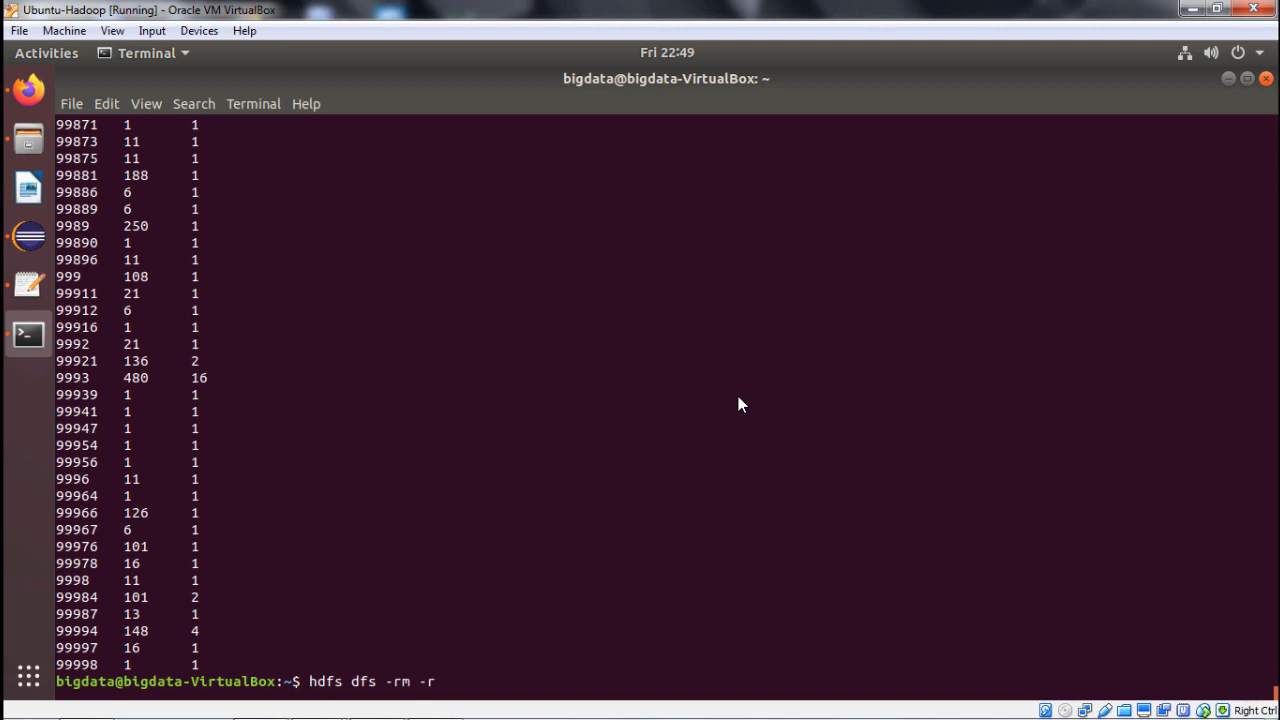 Ubuntu-Hadoop [Running] - Oracle VM VirtualBox
File Machine View Input Devices Help
Activities Terminal Fri 22:49
bigdata@bigdata-VirtualBox: ~
File Edit View Search Terminal Help
99871 1 1
99873 11 1
99875 11 1
99881 188 1
99886 6 1
99889 6 1
9989 250 1
99890 1 1
99896 11 1
999 108 1
99911 21 1
99912 6 1
99916 1 1
9992 21 1
99921 136 2
9993 480 16
99939 1 1
99941 1 1
99947 1 1
99954 1 1
99956 1 1
9996 11 1
99964 1 1
99966 126 1
99967 6 1
99976 101 1
99978 16 1
9998 11 1
99984 101 2
99987 13 1
99994 148 4
99997 16 1
99998 1 1
bigdata@bigdata-VirtualBox:~$ hdfs dfs -rm -r
Right Ctrl